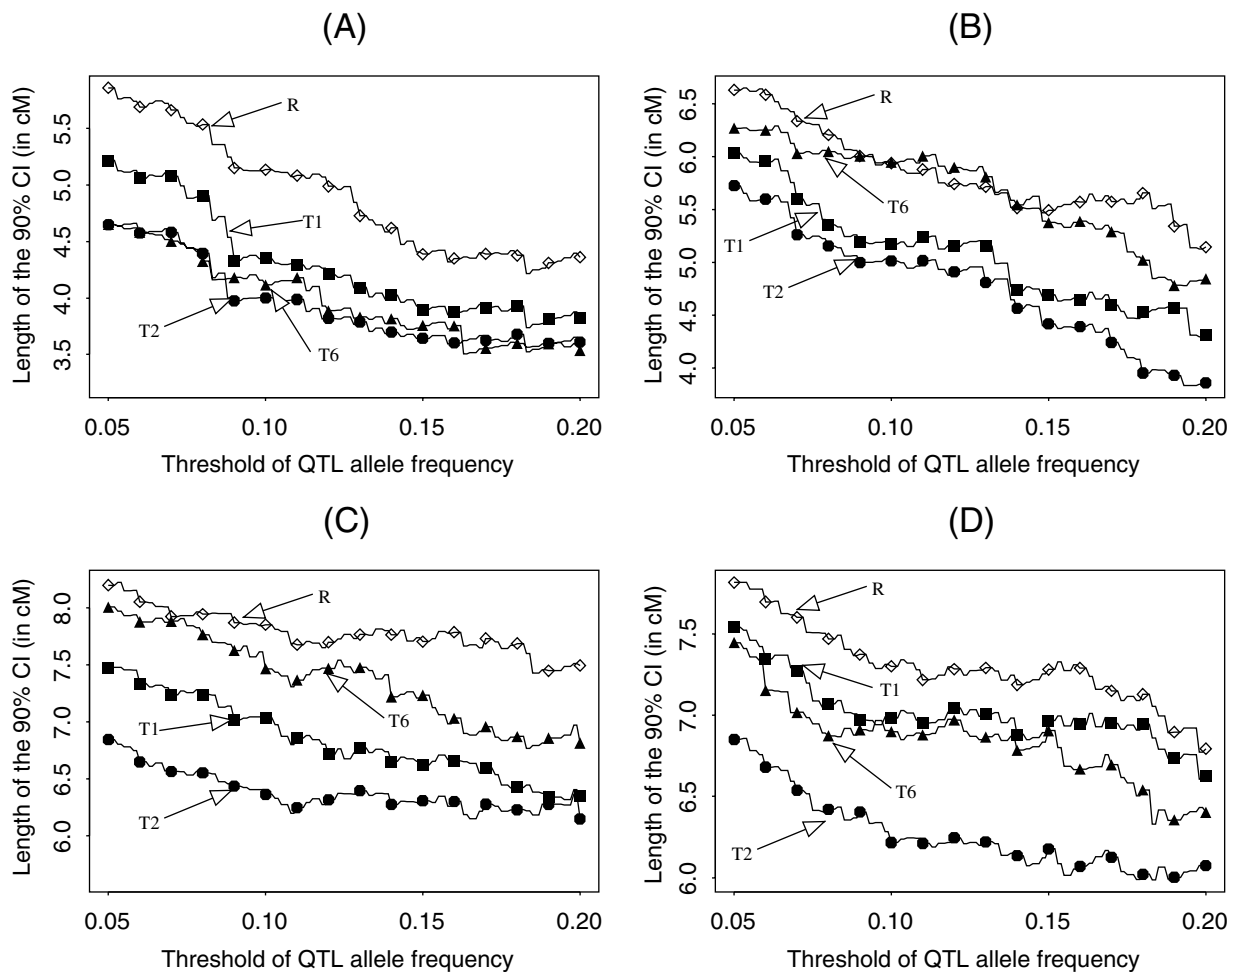 (A)
Length of the 90% CI (in cM)
5.5
5.0
4.5
4.0
3.5
R
T1
T2
T6
0.05 0.10 0.15 0.20
Threshold of QTL allele frequency
(B)
Length of the 90% CI (in cM)
6.5
6.0
5.5
5.0
4.5
4.0
R
T6
T1
T2
0.05 0.10 0.15 0.20
Threshold of QTL allele frequency
(C)
Length of the 90% CI (in cM)
8.0
7.5
7.0
6.5
6.0
R
T6
T1
T2
0.05 0.10 0.15 0.20
Threshold of QTL allele frequency
(D)
Length of the 90% CI (in cM)
7.5
7.0
6.5
6.0
R
T1
T6
T2
0.05 0.10 0.15 0.20
Threshold of QTL allele frequency